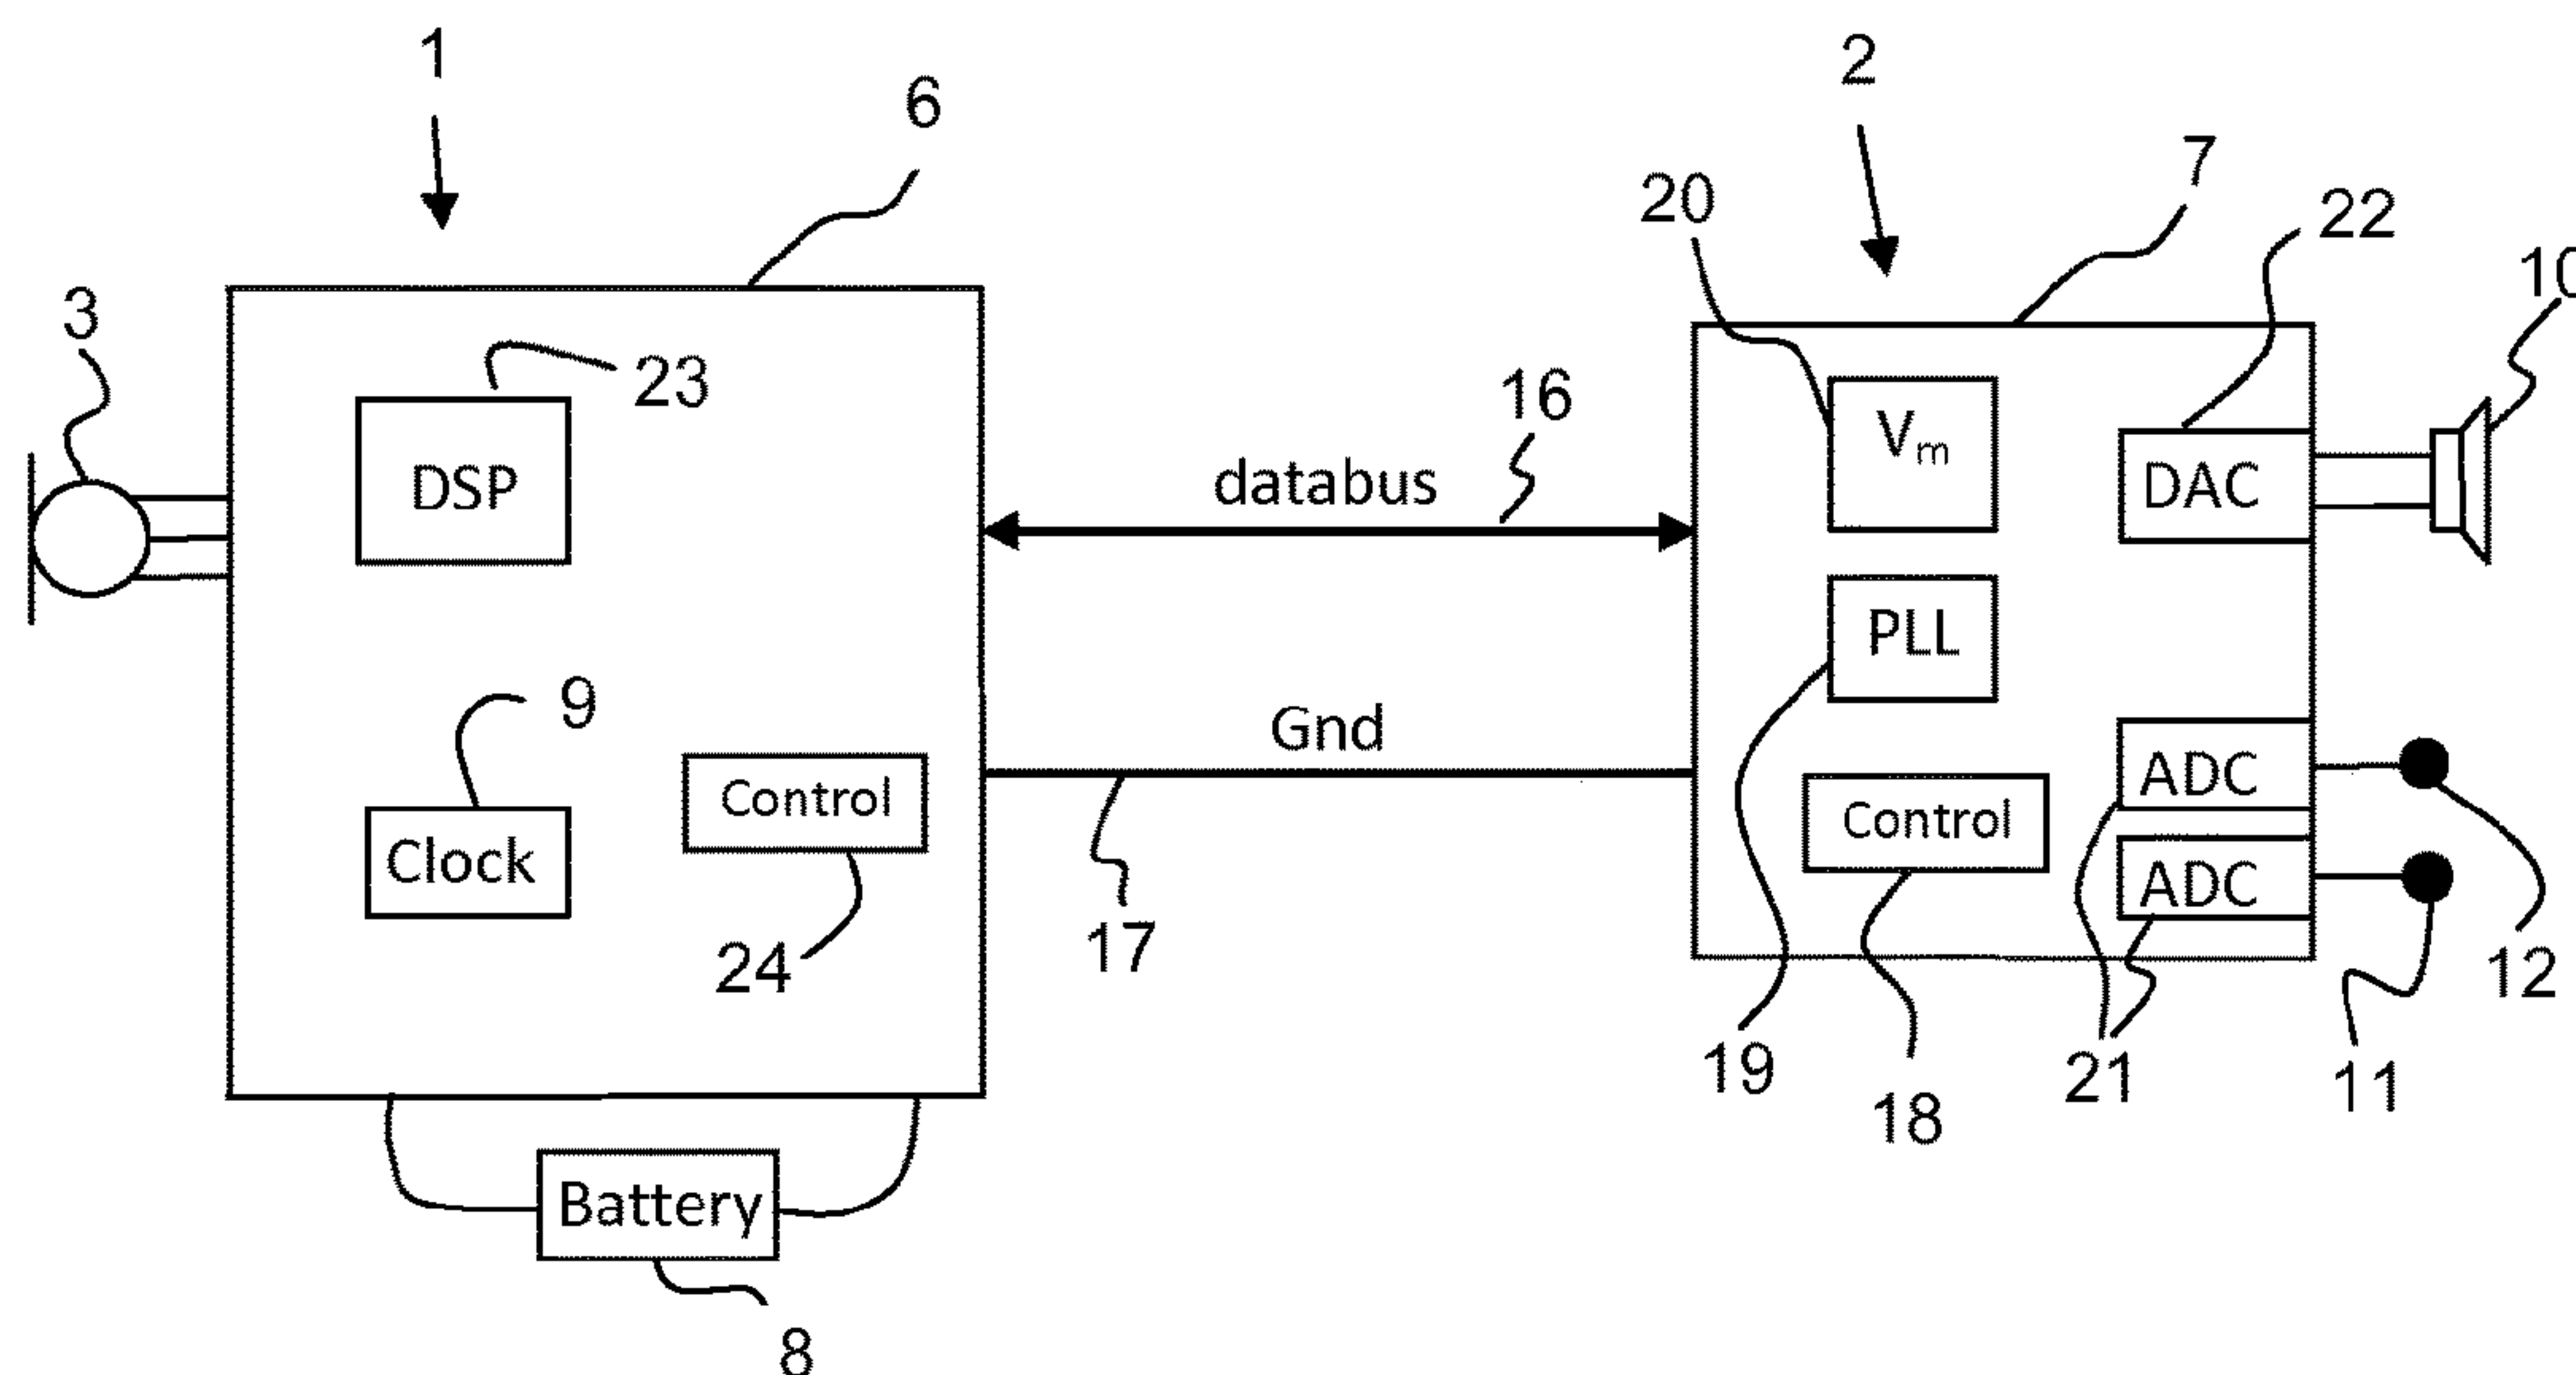 1
2
6
7
20
22
10
3
23
16
V_m
DSP
databus
DAC
PLL
9
Gnd
Control
ADC
Control
Clock
ADC
24
17
12
19
21
11
18
Battery
8